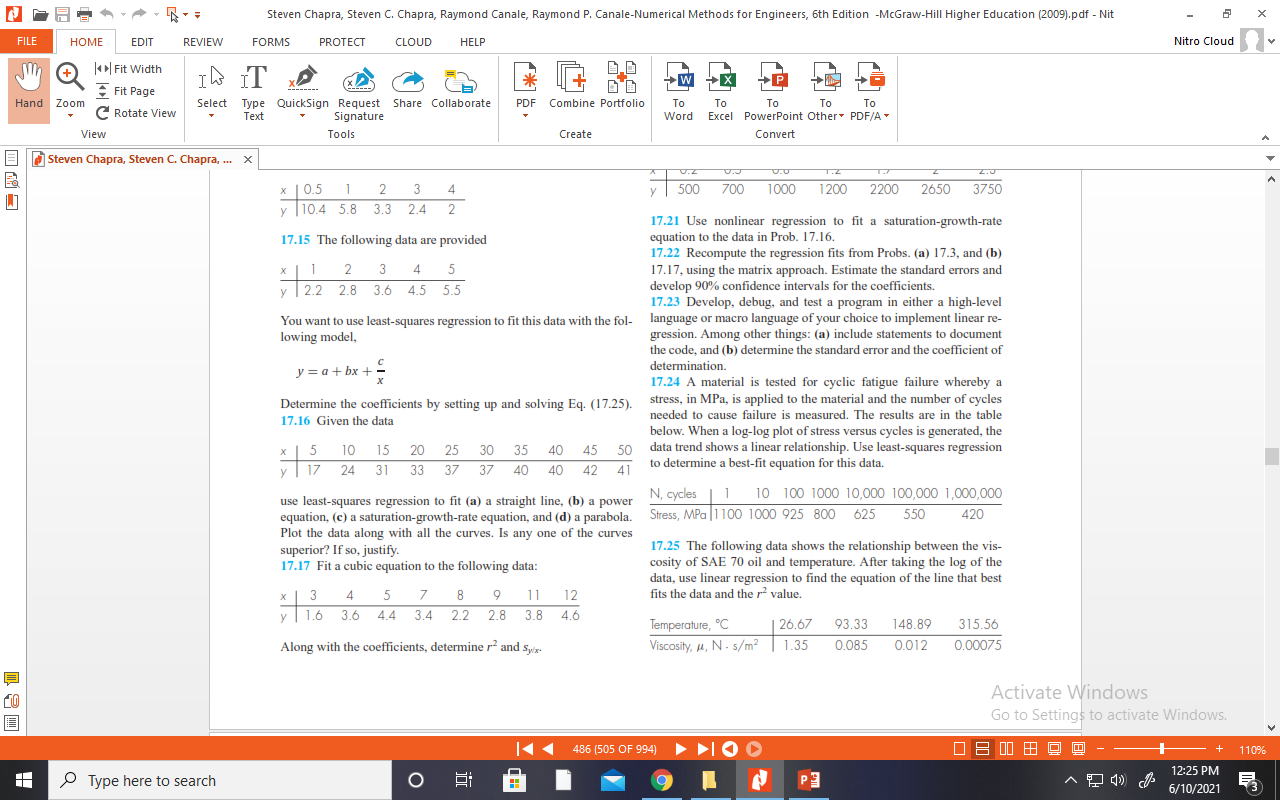 Steven Chapra, Steven C. Chapra, Raymond Canale, Raymond P. Canale-Numerical Methods for Engineers, 6th Edition -McGraw-Hill Higher Education (2009).pdf - Nit
FILE HOME EDIT REVIEW FORMS PROTECT CLOUD HELP Nitro Cloud
Hand Zoom Fit Width Fit Page Rotate View
View
Select Type Text QuickSign Request Signature Share Collaborate
Tools
PDF Combine Portfolio
Create
To Word To Excel To PowerPoint To Other To PDF/A
Convert
Steven Chapra, Steven C. Chapra, ...
x 0.5 1 2 3 4
y 10.4 5.8 3.3 2.4 2
17.15 The following data are provided
x 1 2 3 4 5
y 2.2 2.8 3.6 4.5 5.5
You want to use least-squares regression to fit this data with the fol-
lowing model,
y = a + bx + c/x
Determine the coefficients by setting up and solving Eq. (17.25).
17.16 Given the data
x 5 10 15 20 25 30 35 40 45 50
y 17 24 31 33 37 37 40 40 42 41
use least-squares regression to fit (a) a straight line, (b) a power
equation, (c) a saturation-growth-rate equation, and (d) a parabola.
Plot the data along with all the curves. Is any one of the curves
superior? If so, justify.
17.17 Fit a cubic equation to the following data:
x 3 4 5 7 8 9 11 12
y 1.6 3.6 4.4 3.4 2.2 2.8 3.8 4.6
Along with the coefficients, determine r² and sy/x.
y 500 700 1000 1200 2200 2650 3750
17.21 Use nonlinear regression to fit a saturation-growth-rate
equation to the data in Prob. 17.16.
17.22 Recompute the regression fits from Probs. (a) 17.3, and (b)
17.17, using the matrix approach. Estimate the standard errors and
develop 90% confidence intervals for the coefficients.
17.23 Develop, debug, and test a program in either a high-level
language or macro language of your choice to implement linear re-
gression. Among other things: (a) include statements to document
the code, and (b) determine the standard error and the coefficient of
determination.
17.24 A material is tested for cyclic fatigue failure whereby a
stress, in MPa, is applied to the material and the number of cycles
needed to cause failure is measured. The results are in the table
below. When a log-log plot of stress versus cycles is generated, the
data trend shows a linear relationship. Use least-squares regression
to determine a best-fit equation for this data.
N, cycles 1 10 100 1000 10,000 100,000 1,000,000
Stress, MPa 1100 1000 925 800 625 550 420
17.25 The following data shows the relationship between the vis-
cosity of SAE 70 oil and temperature. After taking the log of the
data, use linear regression to find the equation of the line that best
fits the data and the r² value.
Temperature, °C 26.67 93.33 148.89 315.56
Viscosity, μ, N · s/m² 1.35 0.085 0.012 0.00075
Activate Windows
Go to Settings to activate Windows.
486 (505 OF 994) 110%
Type here to search
12:25 PM
6/10/2021
3